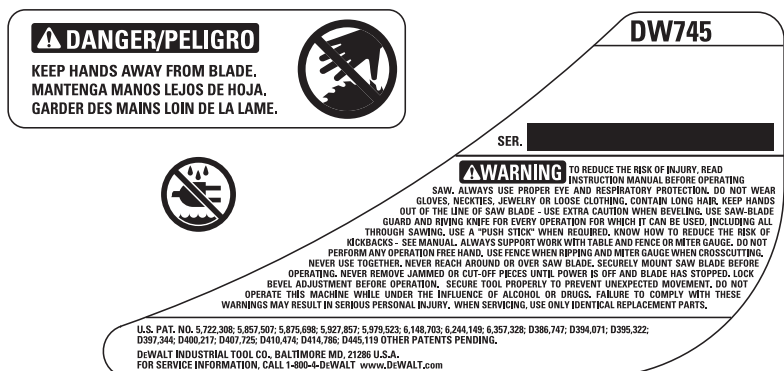 DANGER/PELIGRO
KEEP HANDS AWAY FROM BLADE.
MANTENGA MANOS LEJOS DE HOJA.
GARDER DES MAINS LOIN DE LA LAME.
DW745
SER.
WARNING TO REDUCE THE RISK OF INJURY, READ
INSTRUCTION MANUAL BEFORE OPERATING
SAW. ALWAYS USE PROPER EYE AND RESPIRATORY PROTECTION. DO NOT WEAR
GLOVES, NECKTIES, JEWELRY OR LOOSE CLOTHING. CONTAIN LONG HAIR. KEEP HANDS
OUT OF THE LINE OF SAW BLADE - USE EXTRA CAUTION WHEN BEVELING. USE SAW-BLADE
GUARD AND RIVING KNIFE FOR EVERY OPERATION FOR WHICH IT CAN BE USED, INCLUDING ALL
THROUGH SAWING. USE A "PUSH STICK" WHEN REQUIRED. KNOW HOW TO REDUCE THE RISK OF
KICKBACKS - SEE MANUAL. ALWAYS SUPPORT WORK WITH TABLE AND FENCE OR MITER GAUGE. DO NOT
PERFORM ANY OPERATION FREE HAND. USE FENCE WHEN RIPPING AND MITER GAUGE WHEN CROSSCUTTING.
NEVER USE TOGETHER. NEVER REACH AROUND OR OVER SAW BLADE. SECURELY MOUNT SAW BLADE BEFORE
OPERATING. NEVER REMOVE JAMMED OR CUT-OFF PIECES UNTIL POWER IS OFF AND BLADE HAS STOPPED. LOCK
BEVEL ADJUSTMENT BEFORE OPERATION. SECURE TOOL PROPERLY TO PREVENT UNEXPECTED MOVEMENT. DO NOT
OPERATE THIS MACHINE WHILE UNDER THE INFLUENCE OF ALCOHOL OR DRUGS. FAILURE TO COMPLY WITH THESE
WARNINGS MAY RESULT IN SERIOUS PERSONAL INJURY. WHEN SERVICING, USE ONLY IDENTICAL REPLACEMENT PARTS.
U.S. PAT. NO. 5,722,308; 5,857,507; 5,875,698; 5,927,857; 5,979,523; 6,148,703; 6,244,149; 6,357,328; D386,747; D394,071; D395,322;
D397,344; D400,217; D407,725; D410,474; D414,786; D445,119 OTHER PATENTS PENDING.
DEWALT INDUSTRIAL TOOL CO., BALTIMORE MD, 21286 U.S.A.
FOR SERVICE INFORMATION, CALL 1-800-4-DEWALT www.DEWALT.com